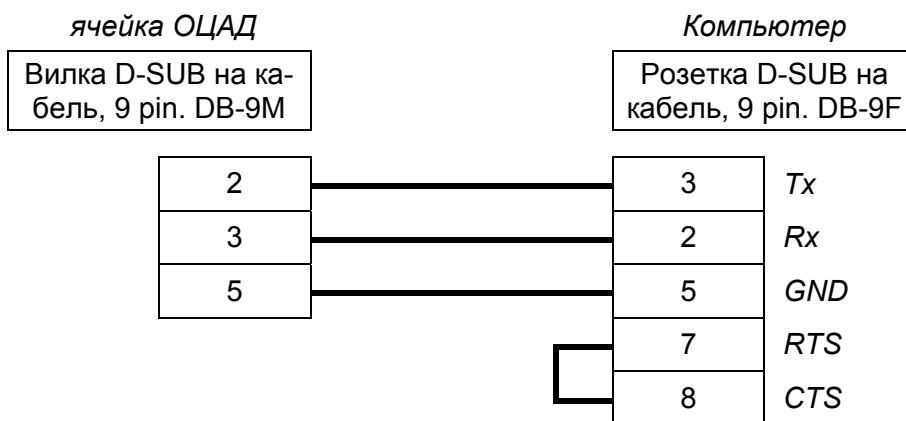 ячейка ОЦАД
Компьютер
Вилка D-SUB на ка-
бель, 9 pin. DB-9M
Розетка D-SUB на
кабель, 9 pin. DB-9F
2 3 Tx
3 2 Rx
5 5 GND
7 RTS
8 CTS